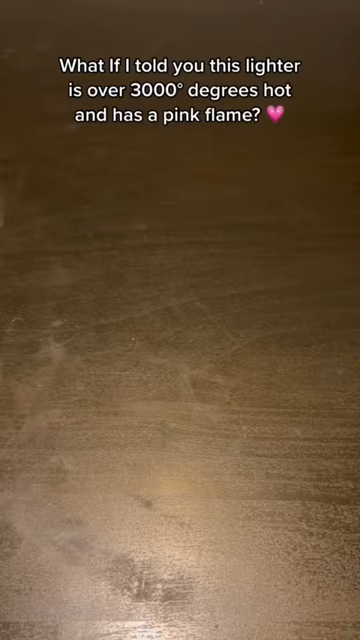 What If I told you this lighter
is over 3000° degrees hot
and has a pink flame? 💗